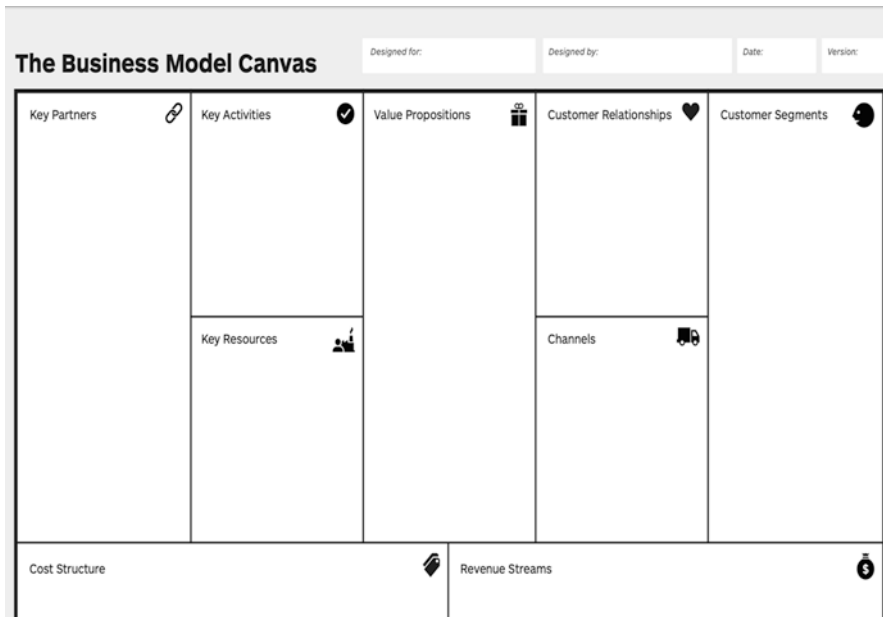 The Business Model Canvas
Designed for:
Designed by:
Date:
Version:
Key Partners
Key Activities
Value Propositions
Customer Relationships
Customer Segments
Key Resources
Channels
Cost Structure
Revenue Streams
$